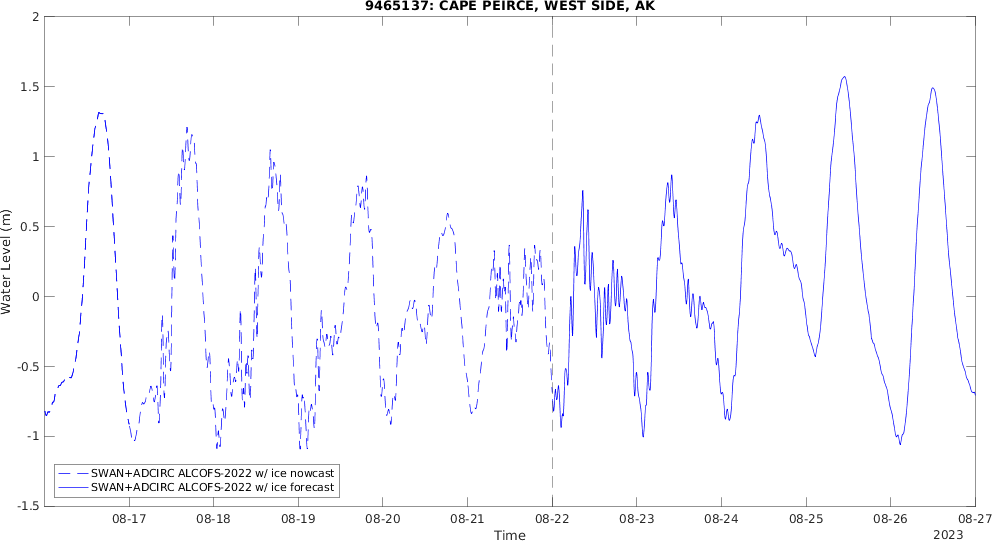 9465137: CAPE PEIRCE, WEST SIDE, AK
2
1.5
1
0.5
0
-0.5
-1
-1.5
Water Level (m)
SWAN+ADCIRC ALCOFS-2022 w/ ice nowcast
SWAN+ADCIRC ALCOFS-2022 w/ ice forecast
08-17 08-18 08-19 08-20 08-21 08-22 08-23 08-24 08-25 08-26 08-27
Time
2023